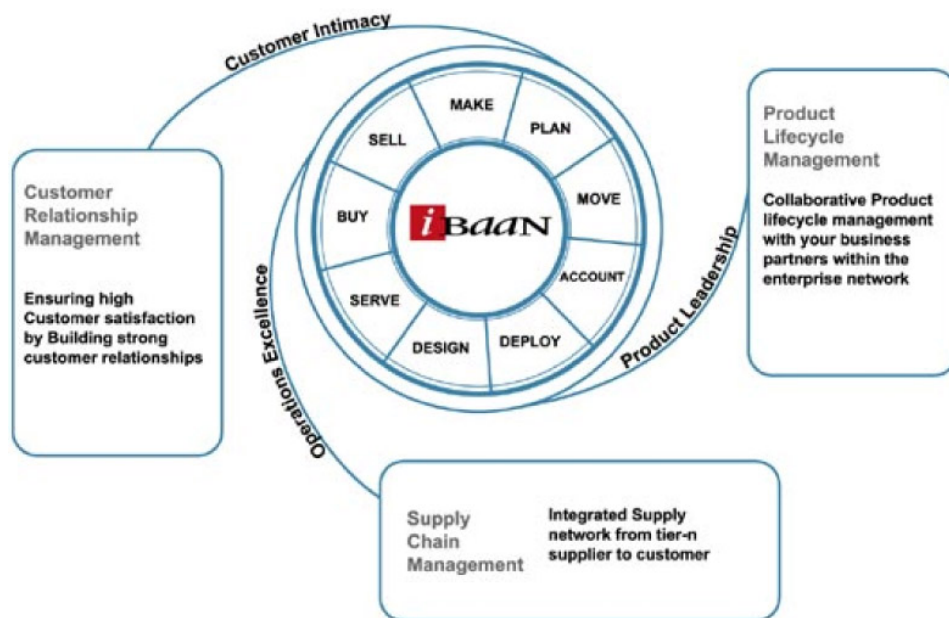 Customer Intimacy
MAKE
PLAN
MOVE
ACCOUNT
DEPLOY
DESIGN
SERVE
BUY
SELL
iBaaN
Customer
Relationship
Management
Ensuring high
Customer satisfaction
by Building strong
customer relationships
Operations Excellence
Product Leadership
Product
Lifecycle
Management
Collaborative Product
lifecycle management
with your business
partners within the
enterprise network
Supply
Chain
Management
Integrated Supply
network from tier-n
supplier to customer